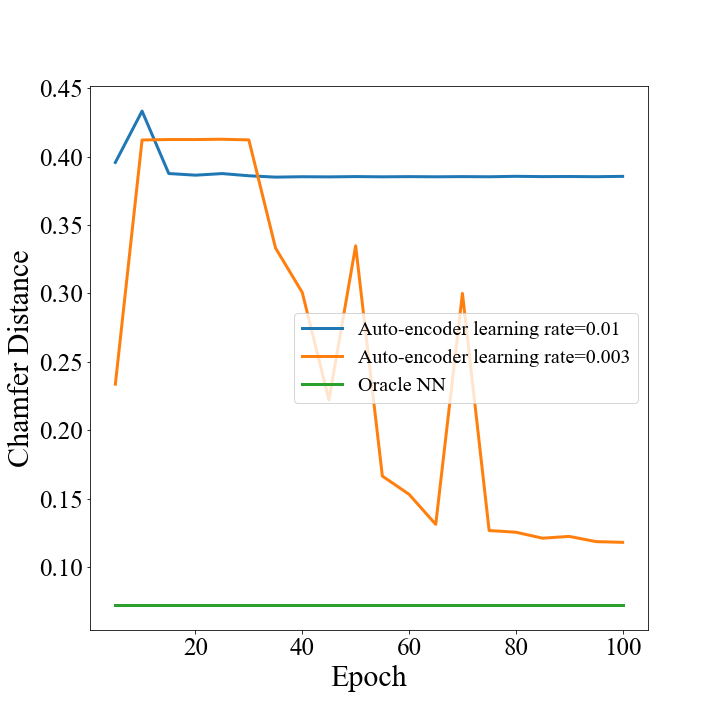 0.45
0.40
0.35
0.30
0.25
0.20
0.15
0.10
Chamfer Distance
Auto-encoder learning rate=0.01
Auto-encoder learning rate=0.003
Oracle NN
20 40 60 80 100
Epoch